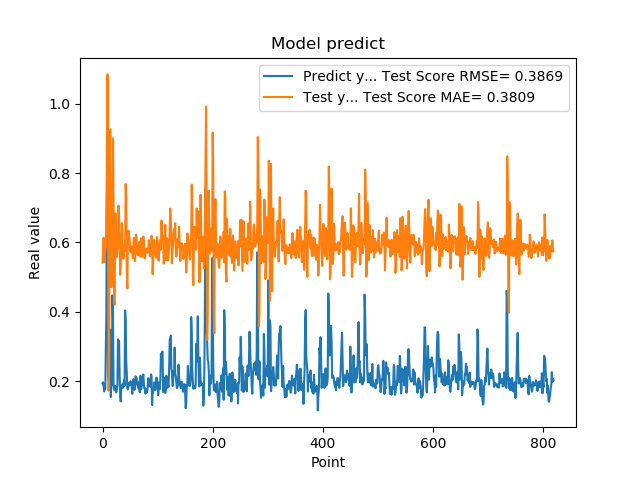 Model predict
Predict y... Test Score RMSE= 0.3869
Test y... Test Score MAE= 0.3809
1.0
0.8
0.6
0.4
0.2
Real value
0 200 400 600 800
Point